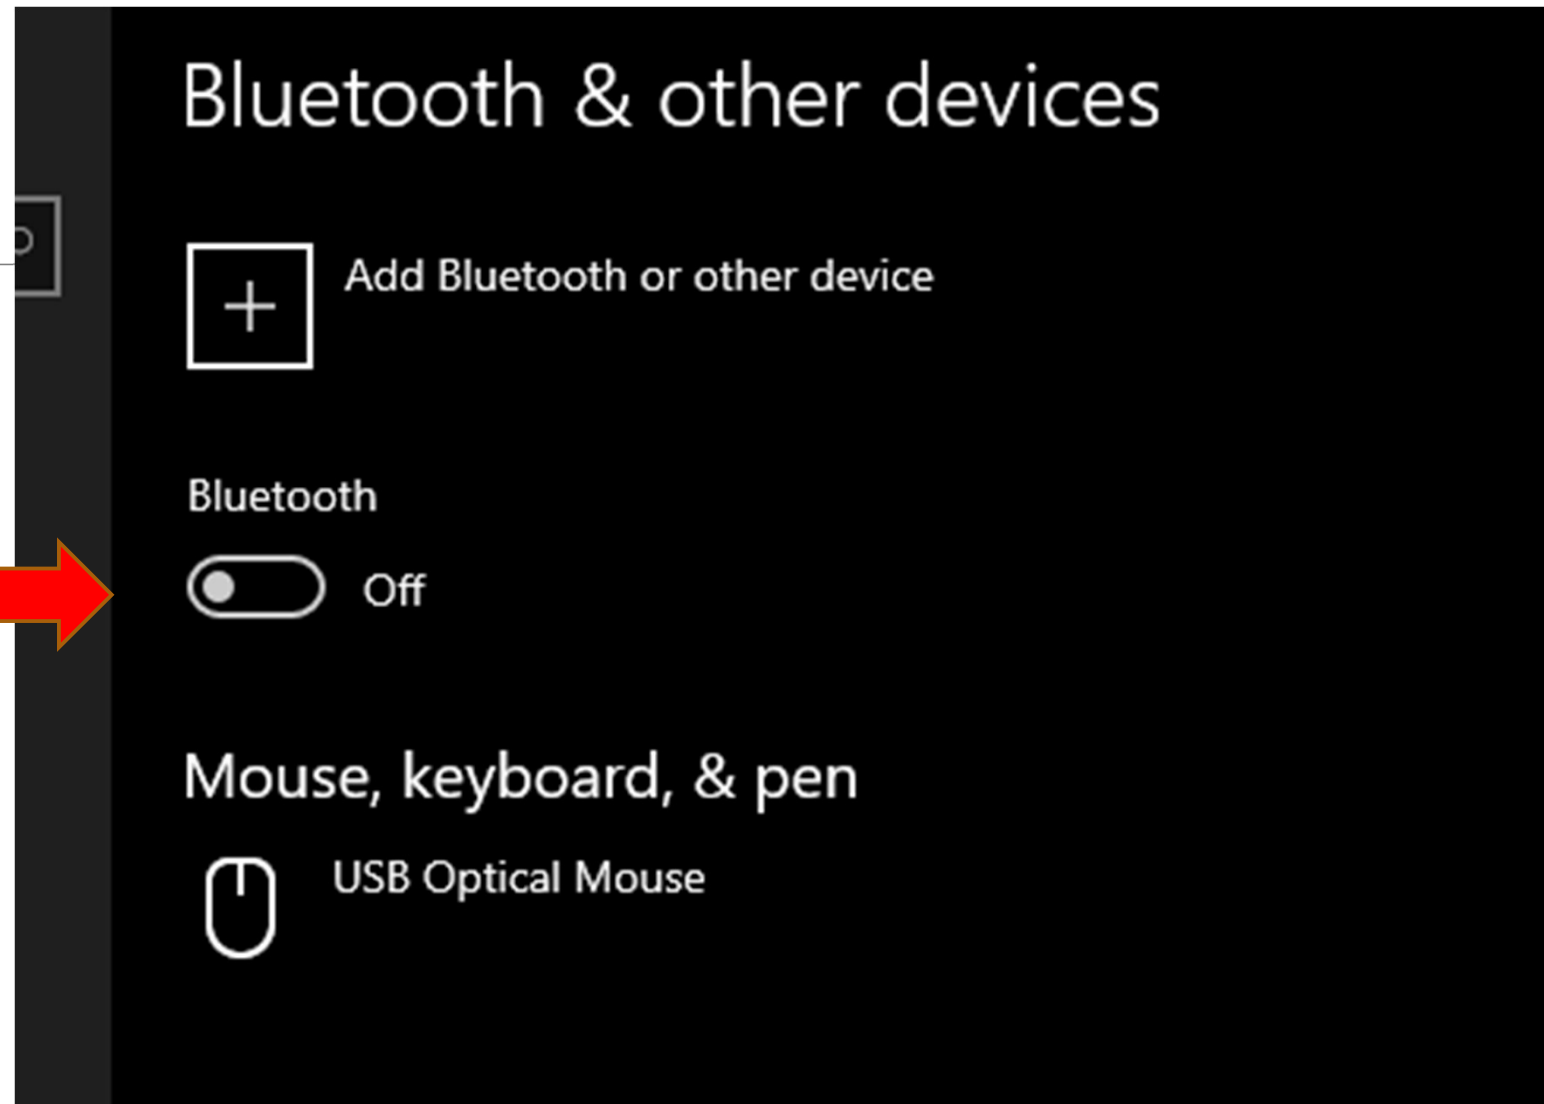 Bluetooth & other devices
Add Bluetooth or other device
Bluetooth
Off
Mouse, keyboard, & pen
USB Optical Mouse